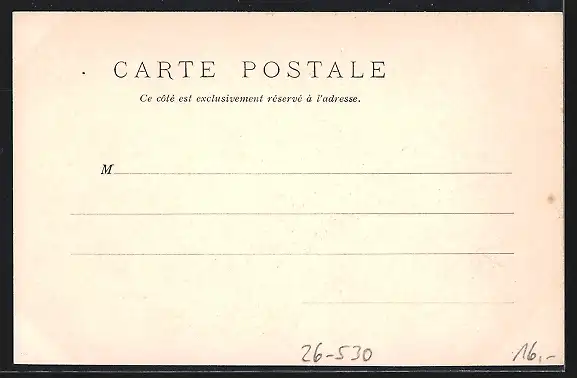 CARTE POSTALE
Ce côté est exclusivement réservé à l'adresse.
M
26-530
16,-